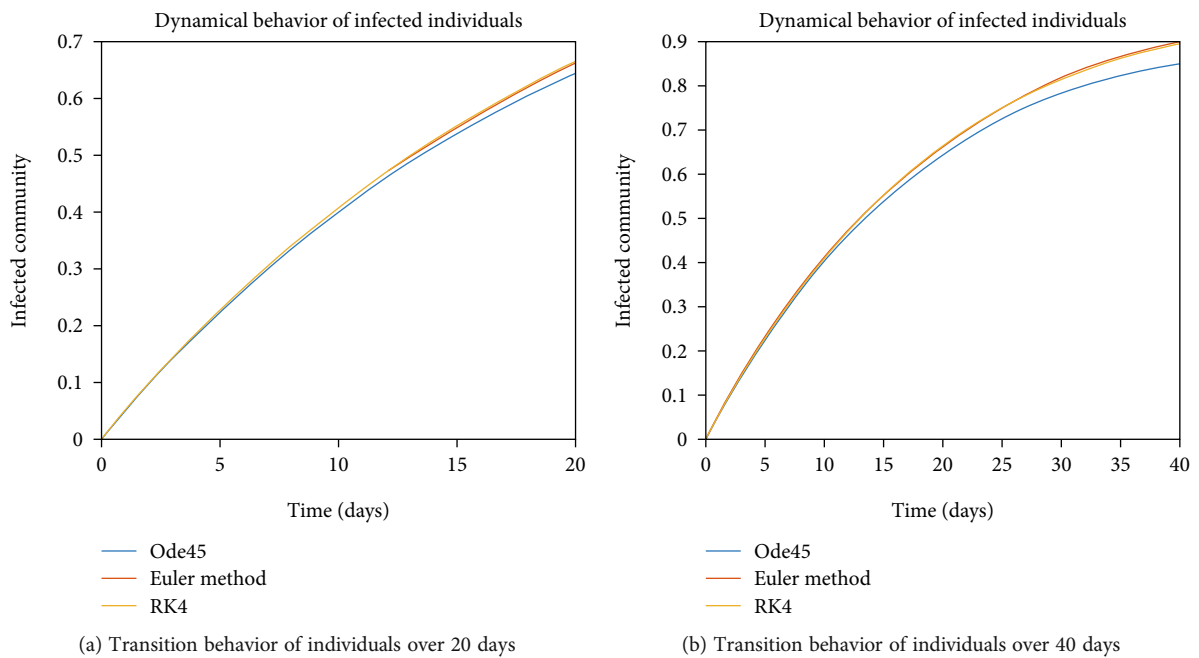 Dynamical behavior of infected individuals
0.7
0.6
0.5
0.4
0.3
0.2
0.1
0
Infected community
0 5 10 15 20
Time (days)
Ode45
Euler method
RK4
(a) Transition behavior of individuals over 20 days
Dynamical behavior of infected individuals
0.9
0.8
0.7
0.6
0.5
0.4
0.3
0.2
0.1
0
Infected community
0 5 10 15 20 25 30 35 40
Time (days)
Ode45
Euler method
RK4
(b) Transition behavior of individuals over 40 days